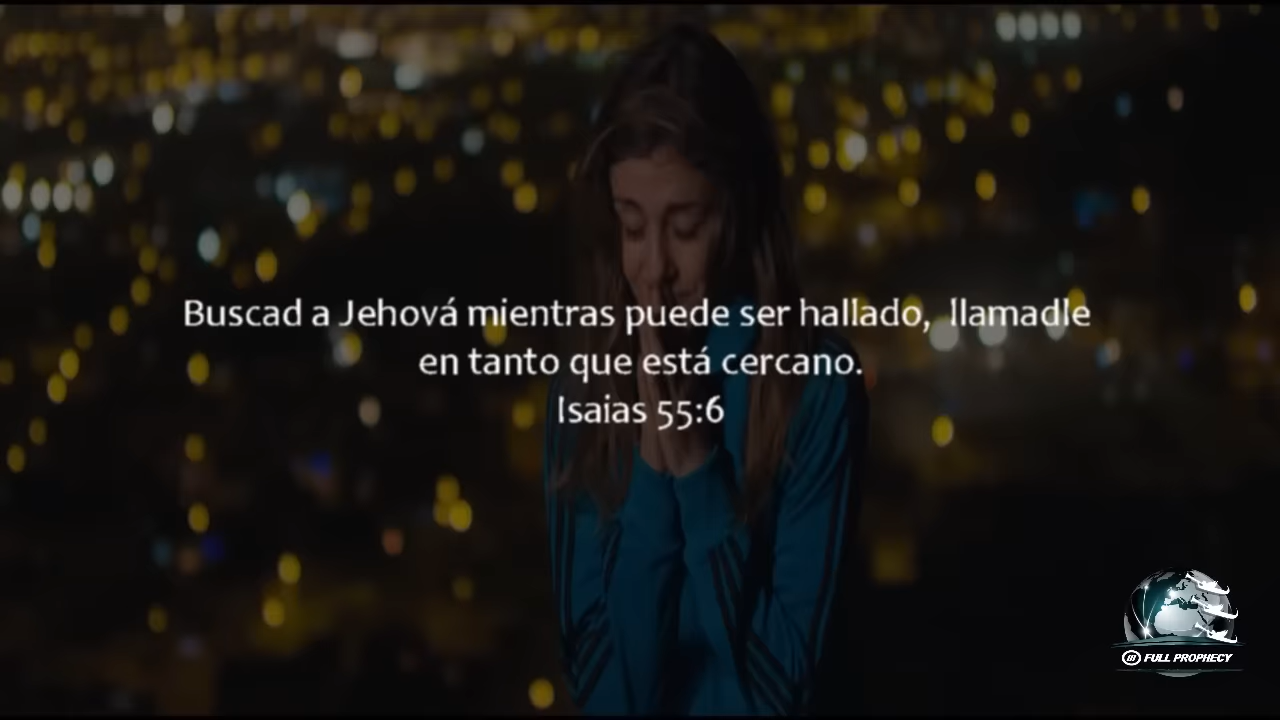 Buscad a Jehová mientras puede ser hallado, llamadle
en tanto que está cercano.
Isaias 55:6
FULL PROPHECY